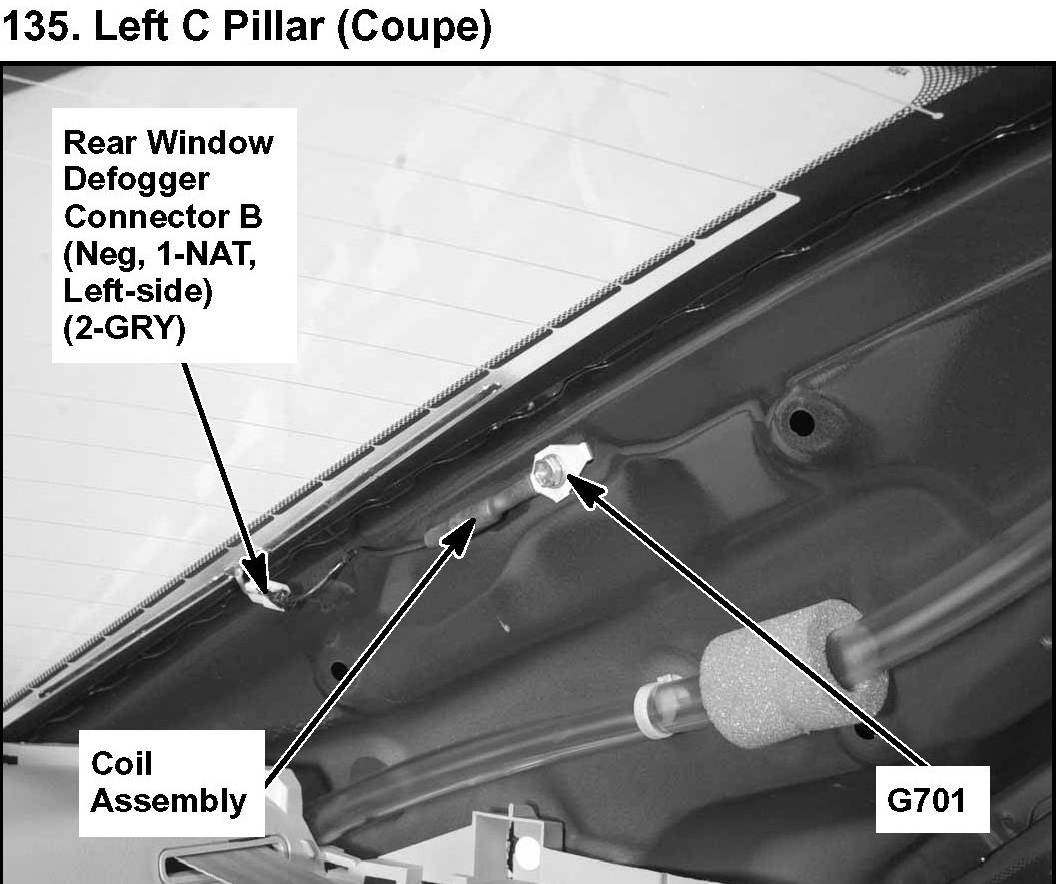 135. Left C Pillar (Coupe)
Rear Window
Defogger
Connector B
(Neg, 1-NAT,
Left-side)
(2-GRY)
Coil
Assembly
G701